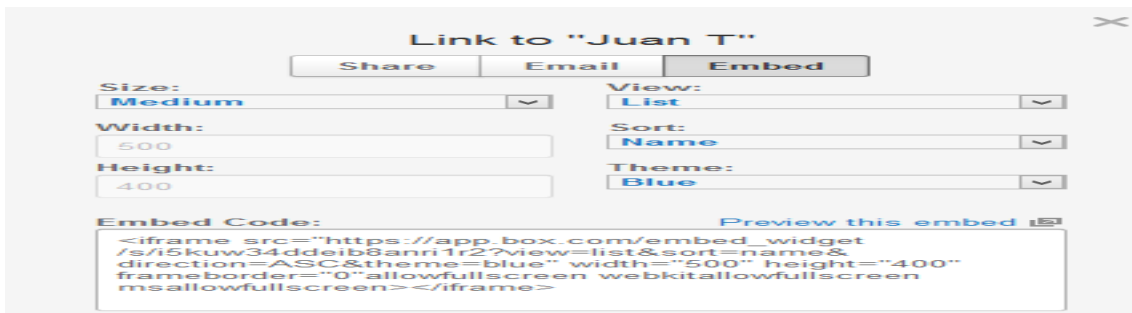 Link to "Juan T"
Share Email Embed
Size:
Medium
Width:
500
Height:
400
View:
List
Sort:
Name
Theme:
Blue
Embed Code:
Preview this embed
<iframe src="https://app.box.com/embed_widget
/s/i5kuw34ddeib8anri1r2?view=list&sort=name&
direction=ASC&theme=blue" width="500" height="400"
frameborder="0"allowfullscreen webkitallowfullscreen
msallowfullscreen></iframe>